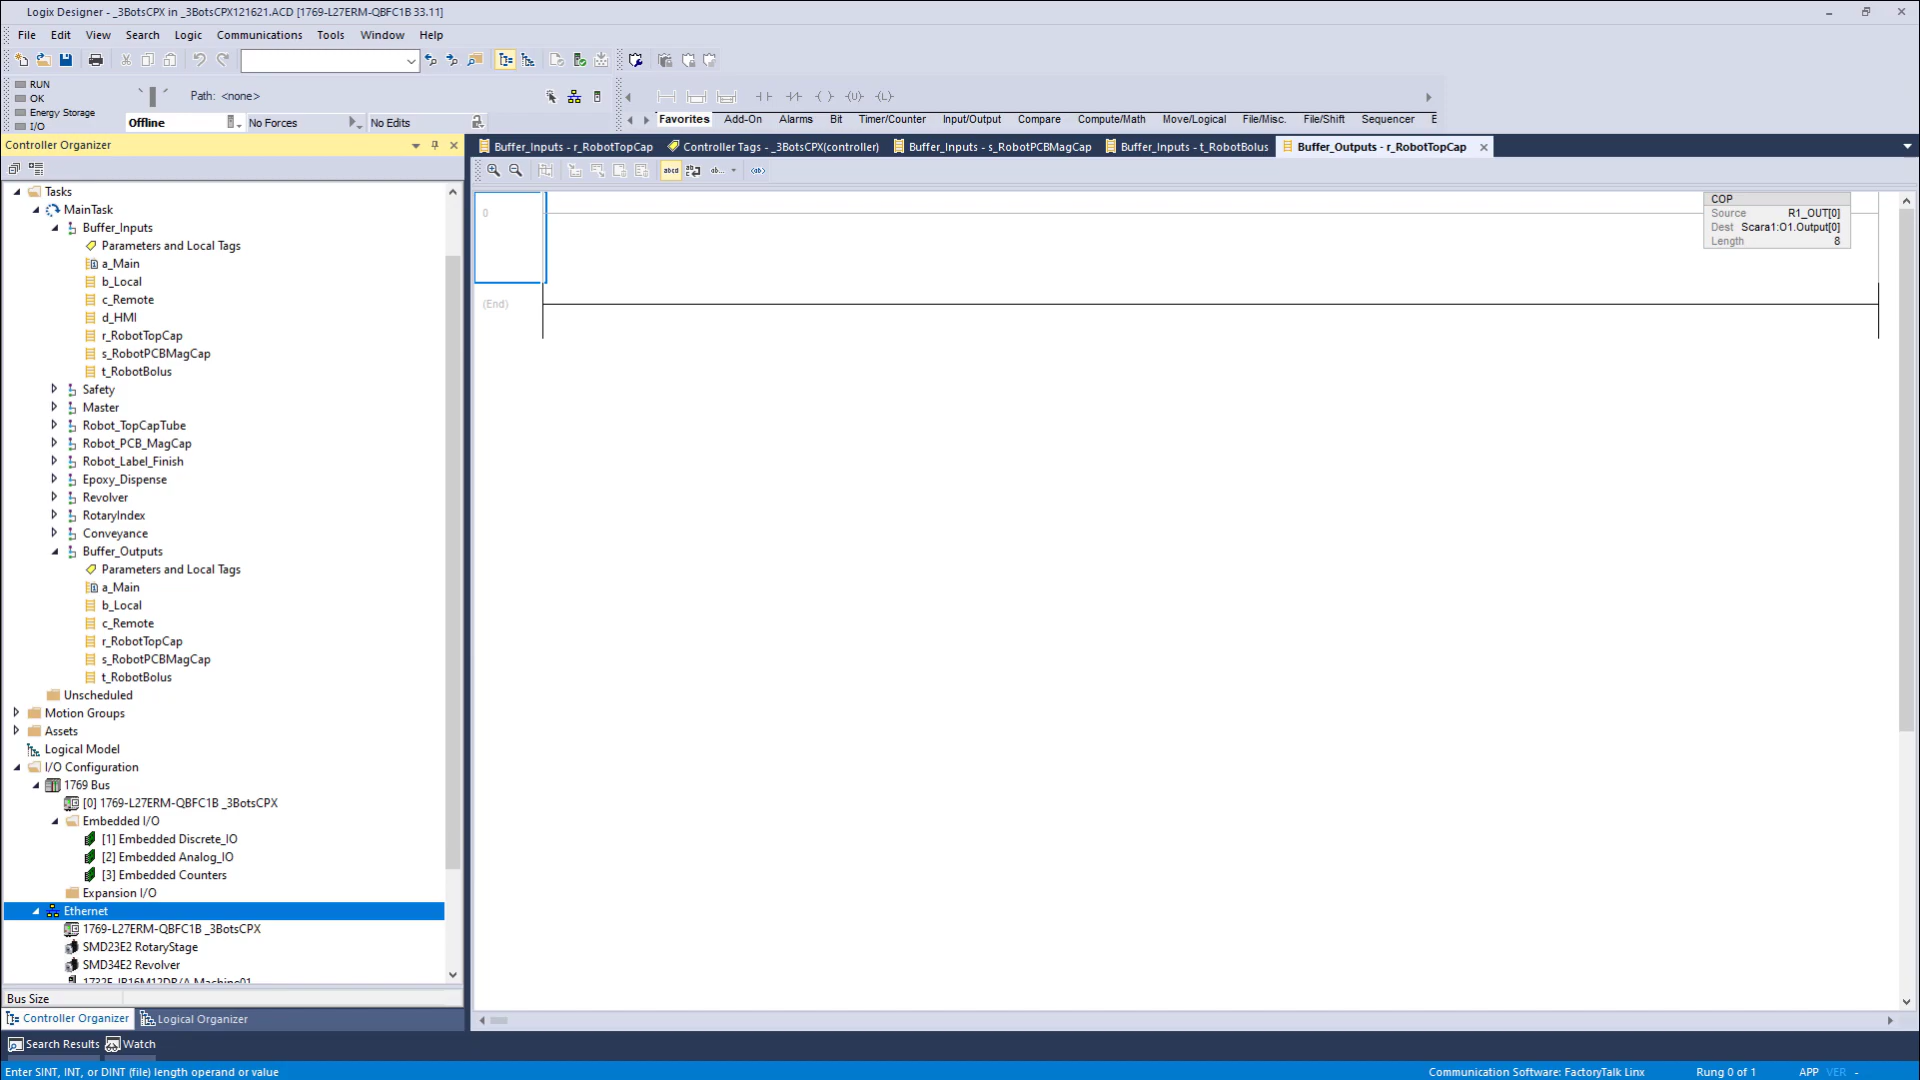 Logix Designer - _3BotsCPX in _3BotsCPX121621.ACD [1769-L27ERM-QBFC1B 33.11]
File Edit View Search Logic Communications Tools Window Help
RUN
OK
Energy Storage
I/O
Path: <none>
Offline No Forces No Edits
Favorites Add-On Alarms Bit Timer/Counter Input/Output Compare Compute/Math Move/Logical File/Misc. File/Shift Sequencer E
Controller Organizer
Buffer_Inputs - r_RobotTopCap Controller Tags - _3BotsCPX(controller) Buffer_Inputs - s_RobotPCBMagCap Buffer_Inputs - t_RobotBolus Buffer_Outputs - r_RobotTopCap
Tasks
MainTask
Buffer_Inputs
Parameters and Local Tags
a_Main
b_Local
c_Remote
d_HMI
r_RobotTopCap
s_RobotPCBMagCap
t_RobotBolus
Safety
Master
Robot_TopCapTube
Robot_PCB_MagCap
Robot_Label_Finish
Epoxy_Dispense
Revolver
RotaryIndex
Conveyance
Buffer_Outputs
Parameters and Local Tags
a_Main
b_Local
c_Remote
r_RobotTopCap
s_RobotPCBMagCap
t_RobotBolus
Unscheduled
Motion Groups
Assets
Logical Model
I/O Configuration
1769 Bus
[0] 1769-L27ERM-QBFC1B _3BotsCPX
Embedded I/O
[1] Embedded Discrete_IO
[2] Embedded Analog_IO
[3] Embedded Counters
Expansion I/O
Ethernet
1769-L27ERM-QBFC1B _3BotsCPX
SMD23E2 RotaryStage
SMD34E2 Revolver
Bus Size
Controller Organizer Logical Organizer
0
COP
Source R1_OUT[0]
Dest Scara1:O1.Output[0]
Length 8
(End)
Search Results Watch
Enter SINT, INT, or DINT (file) length operand or value
Communication Software: FactoryTalk Linx Rung 0 of 1 APP VER -